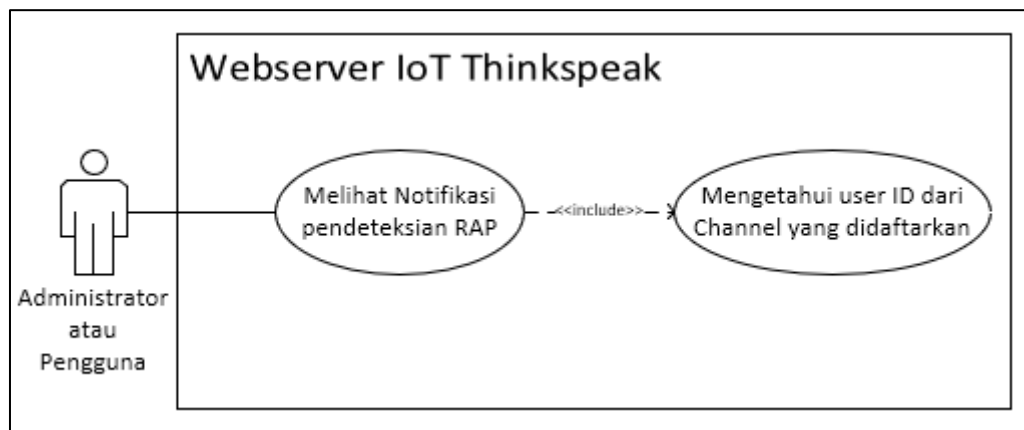 Webserver IoT Thinkspeak
Melihat Notifikasi
pendeteksian RAP
<<include>>
Mengetahui user ID dari
Channel yang didaftarkan
Administrator
atau
Pengguna